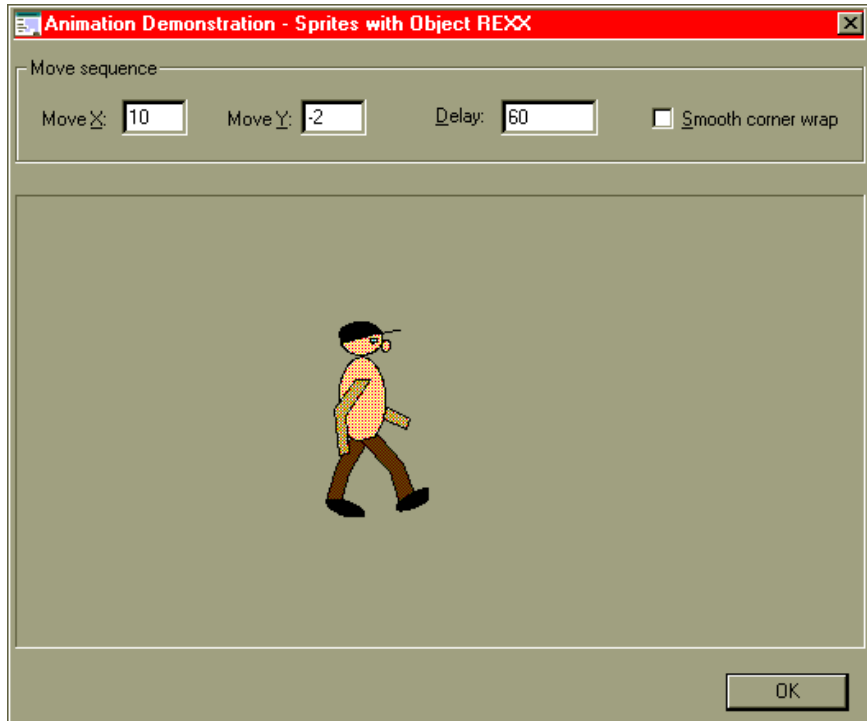 Animation Demonstration - Sprites with Object REXX
Move sequence
Move X: 10 Move Y: -2 Delay: 60 Smooth corner wrap
OK